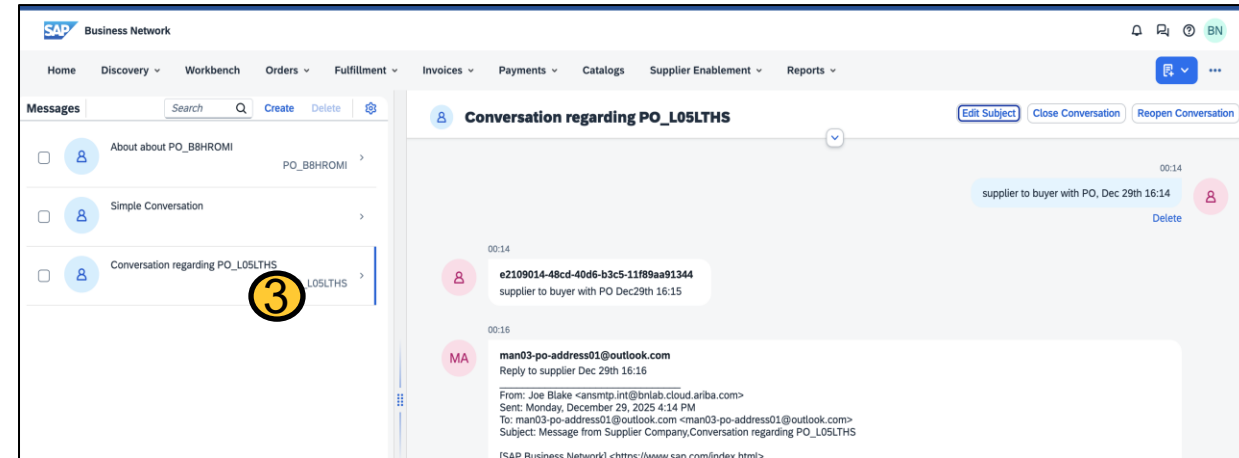 SAP Business Network
BN
Home Discovery Workbench Orders Fulfillment Invoices Payments Catalogs Supplier Enablement Reports
Messages Search Create Delete
About about PO_B8HROMI
PO_B8HROMI
Simple Conversation
Conversation regarding PO_L05LTHS
_L05LTHS
3
Conversation regarding PO_L05LTHS
Edit Subject Close Conversation Reopen Conversation
00:14
supplier to buyer with PO, Dec 29th 16:14
Delete
00:14
e2109014-48cd-40d6-b3c5-11f89aa91344
supplier to buyer with PO Dec29th 16:15
00:16
MA
man03-po-address01@outlook.com
Reply to supplier Dec 29th 16:16
From: Joe Blake <ansmtp.int@bnlab.cloud.ariba.com>
Sent: Monday, December 29, 2025 4:14 PM
To: man03-po-address01@outlook.com <man03-po-address01@outlook.com>
Subject: Message from Supplier Company,Conversation regarding PO_L05LTHS
[SAP Business Network] <https://www.sap.com/index.html>